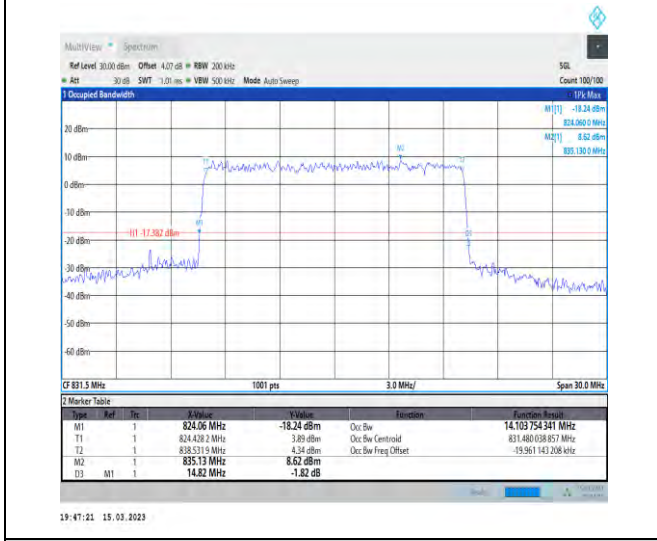 MultiView Spectrum
Ref Level 30.00 dBm Offset 4.07 dB RBW 200 kHz SGL
Att 30 dB SWT 1.01 ms VBW 500 kHz Mode Auto Sweep Count 100/100
1 Occupied Bandwidth 1Pk Max
M1[1] -18.24 dBm
824.060 0 MHz
M2[1] 8.62 dBm
835.130 0 MHz
20 dBm
M2
10 dBm
T1
0 dBm
-10 dBm
M1
H1 -17.382 dBm
-20 dBm
-30 dBm
-40 dBm
-50 dBm
-60 dBm
CF 831.5 MHz 1001 pts 3.0 MHz/ Span 30.0 MHz
2 Marker Table
Type Ref Trc X-Value Y-Value Function Function Result
M1 1 824.06 MHz -18.24 dBm Occ Bw 14.103 754 341 MHz
T1 1 824.428 2 MHz 3.89 dBm Occ Bw Centroid 831.480 038 857 MHz
T2 1 838.531 9 MHz 4.34 dBm Occ Bw Freq Offset -19.961 143 208 kHz
M2 1 835.13 MHz 8.62 dBm
D3 M1 1 14.82 MHz -1.82 dB
19:47:21 15.03.2023